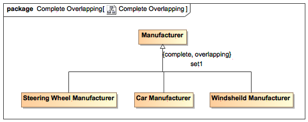 package Complete Overlapping[ Complete Overlapping ]
Manufacturer
{complete, overlapping}
set1
Steering Wheel Manufacturer
Car Manufacturer
Windsheild Manufacturer